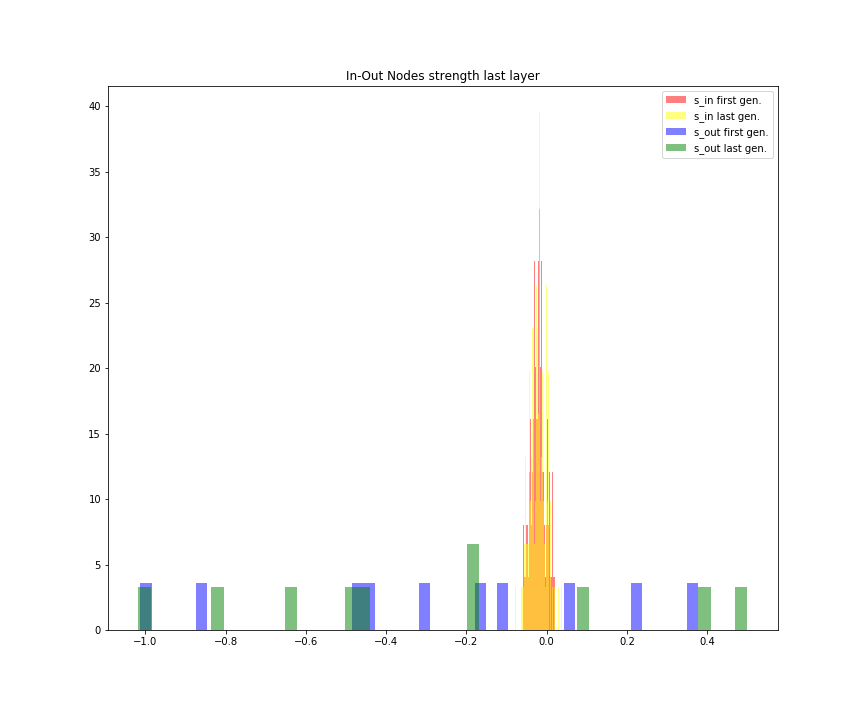 In-Out Nodes strength last layer
s_in first gen.
s_in last gen.
s_out first gen.
s_out last gen.
40
35
30
25
20
15
10
5
0
−1.0 −0.8 −0.6 −0.4 −0.2 0.0 0.2 0.4